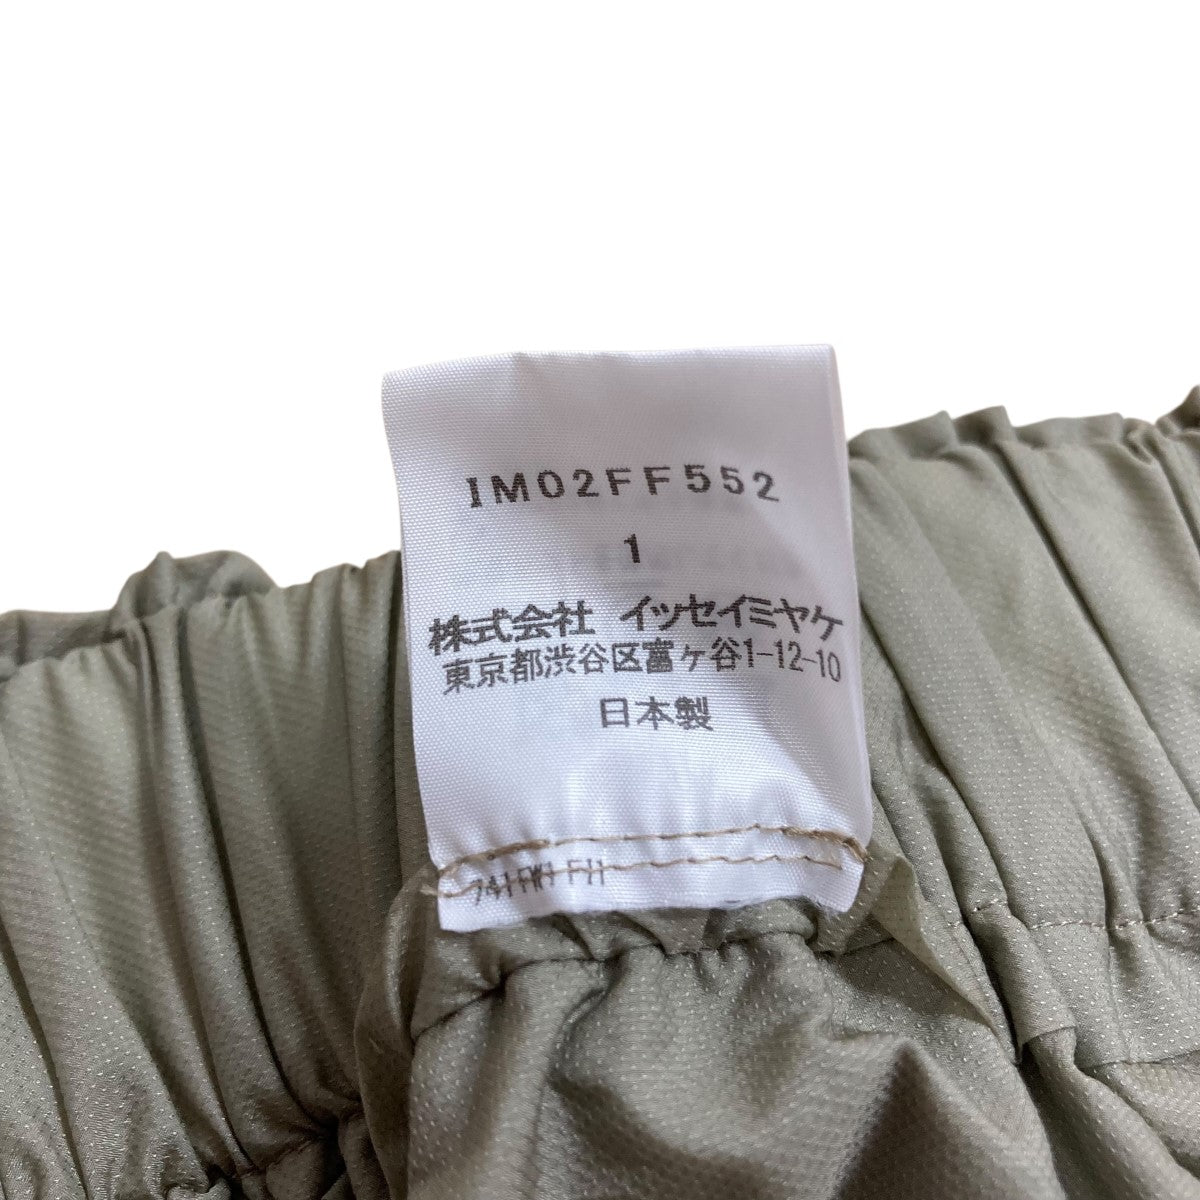 IM02FF552
1
株式会社 イッセイミヤケ
東京都渋谷区富ヶ谷1-12-10
日本製